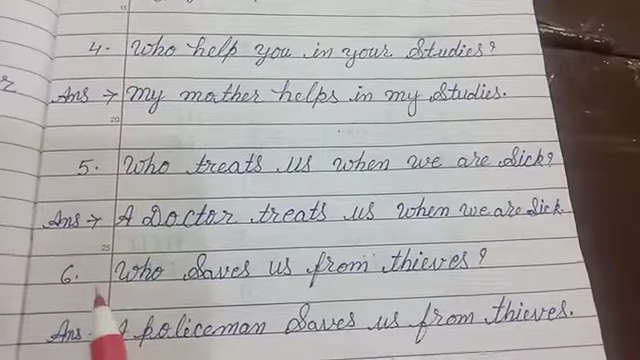 4. Who help you in your studies?
Ans → My mother helps in my studies.
5. Who treats us when we are sick?
Ans → A Doctor treats us when we are sick
6. Who saves us from thieves?
Ans → A policeman saves us from thieves.